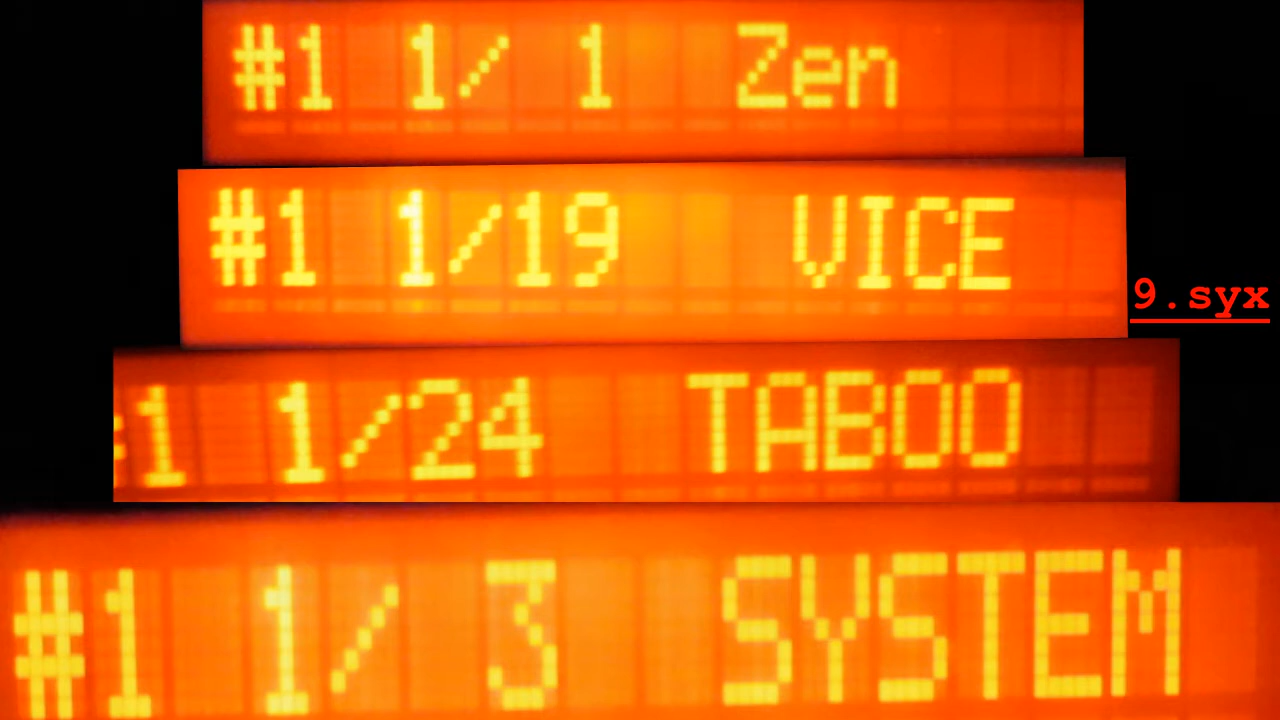 #1 1/ 1 Zen
#1 1/19 VICE
9.syx
#1 1/24 TABOO
#1 1/ 3 SYSTEM